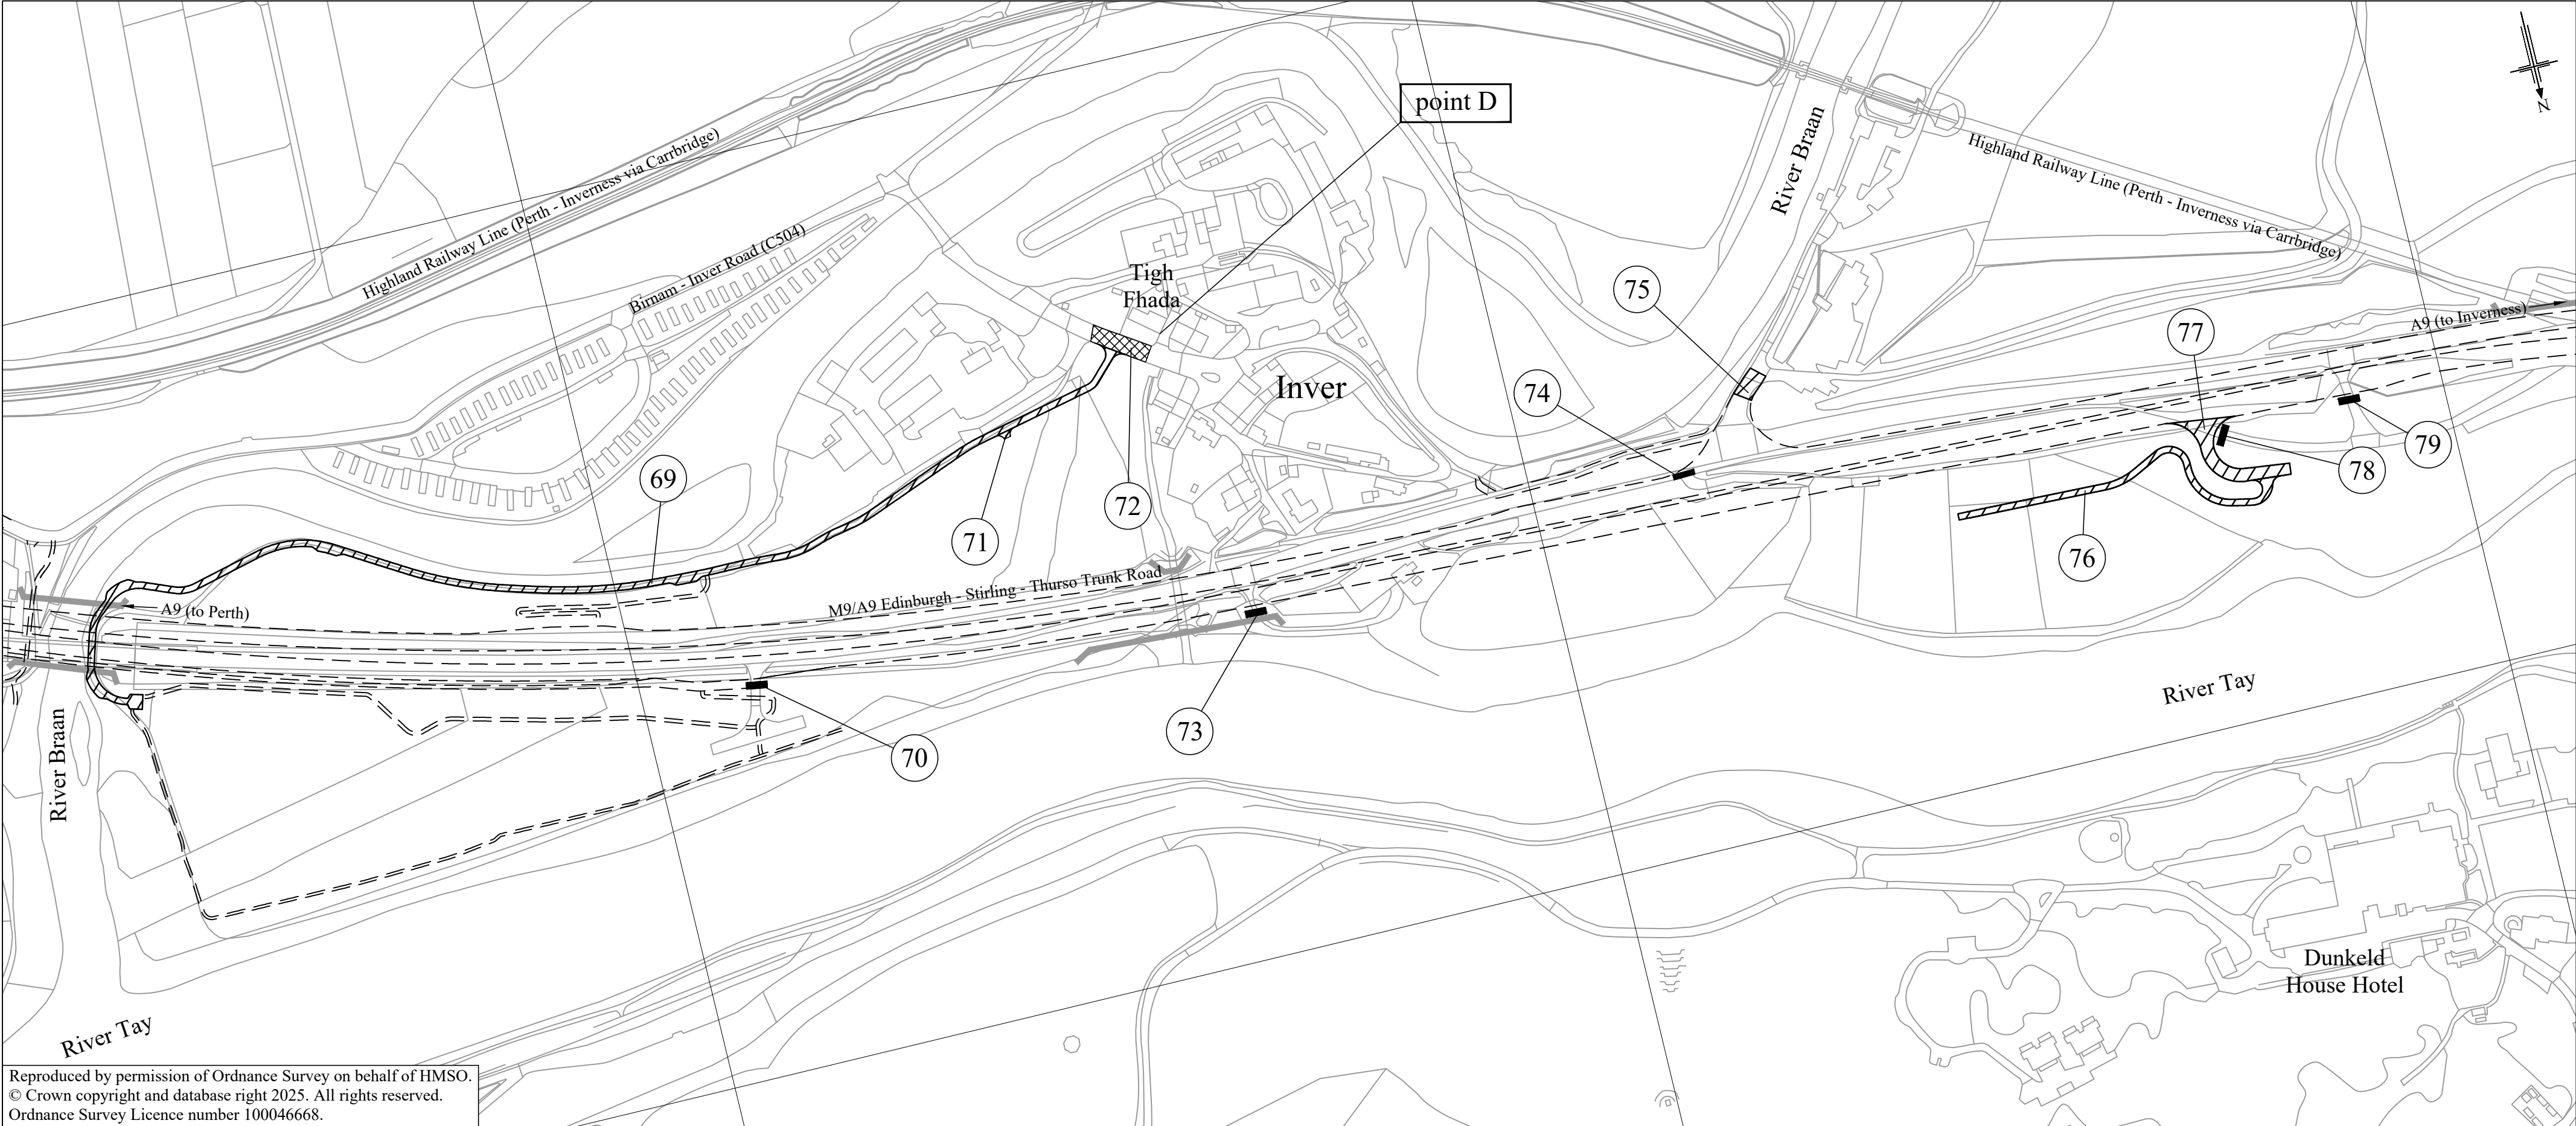 point D
N
River Braan
Highland Railway Line (Perth - Inverness via Carrbridge)
Highland Railway Line (Perth - Inverness via Carrbridge)
Birnam - Inver Road (C504)
Tigh
Fhada
75
77
A9 (to Inverness)
Inver
74
79
69
78
72
71
76
M9/A9 Edinburgh - Stirling - Thurso Trunk Road
A9 (to Perth)
River Tay
73
70
River Braan
Dunkeld
House Hotel
River Tay
Reproduced by permission of Ordnance Survey on behalf of HMSO.
© Crown copyright and database right 2025. All rights reserved.
Ordnance Survey Licence number 100046668.